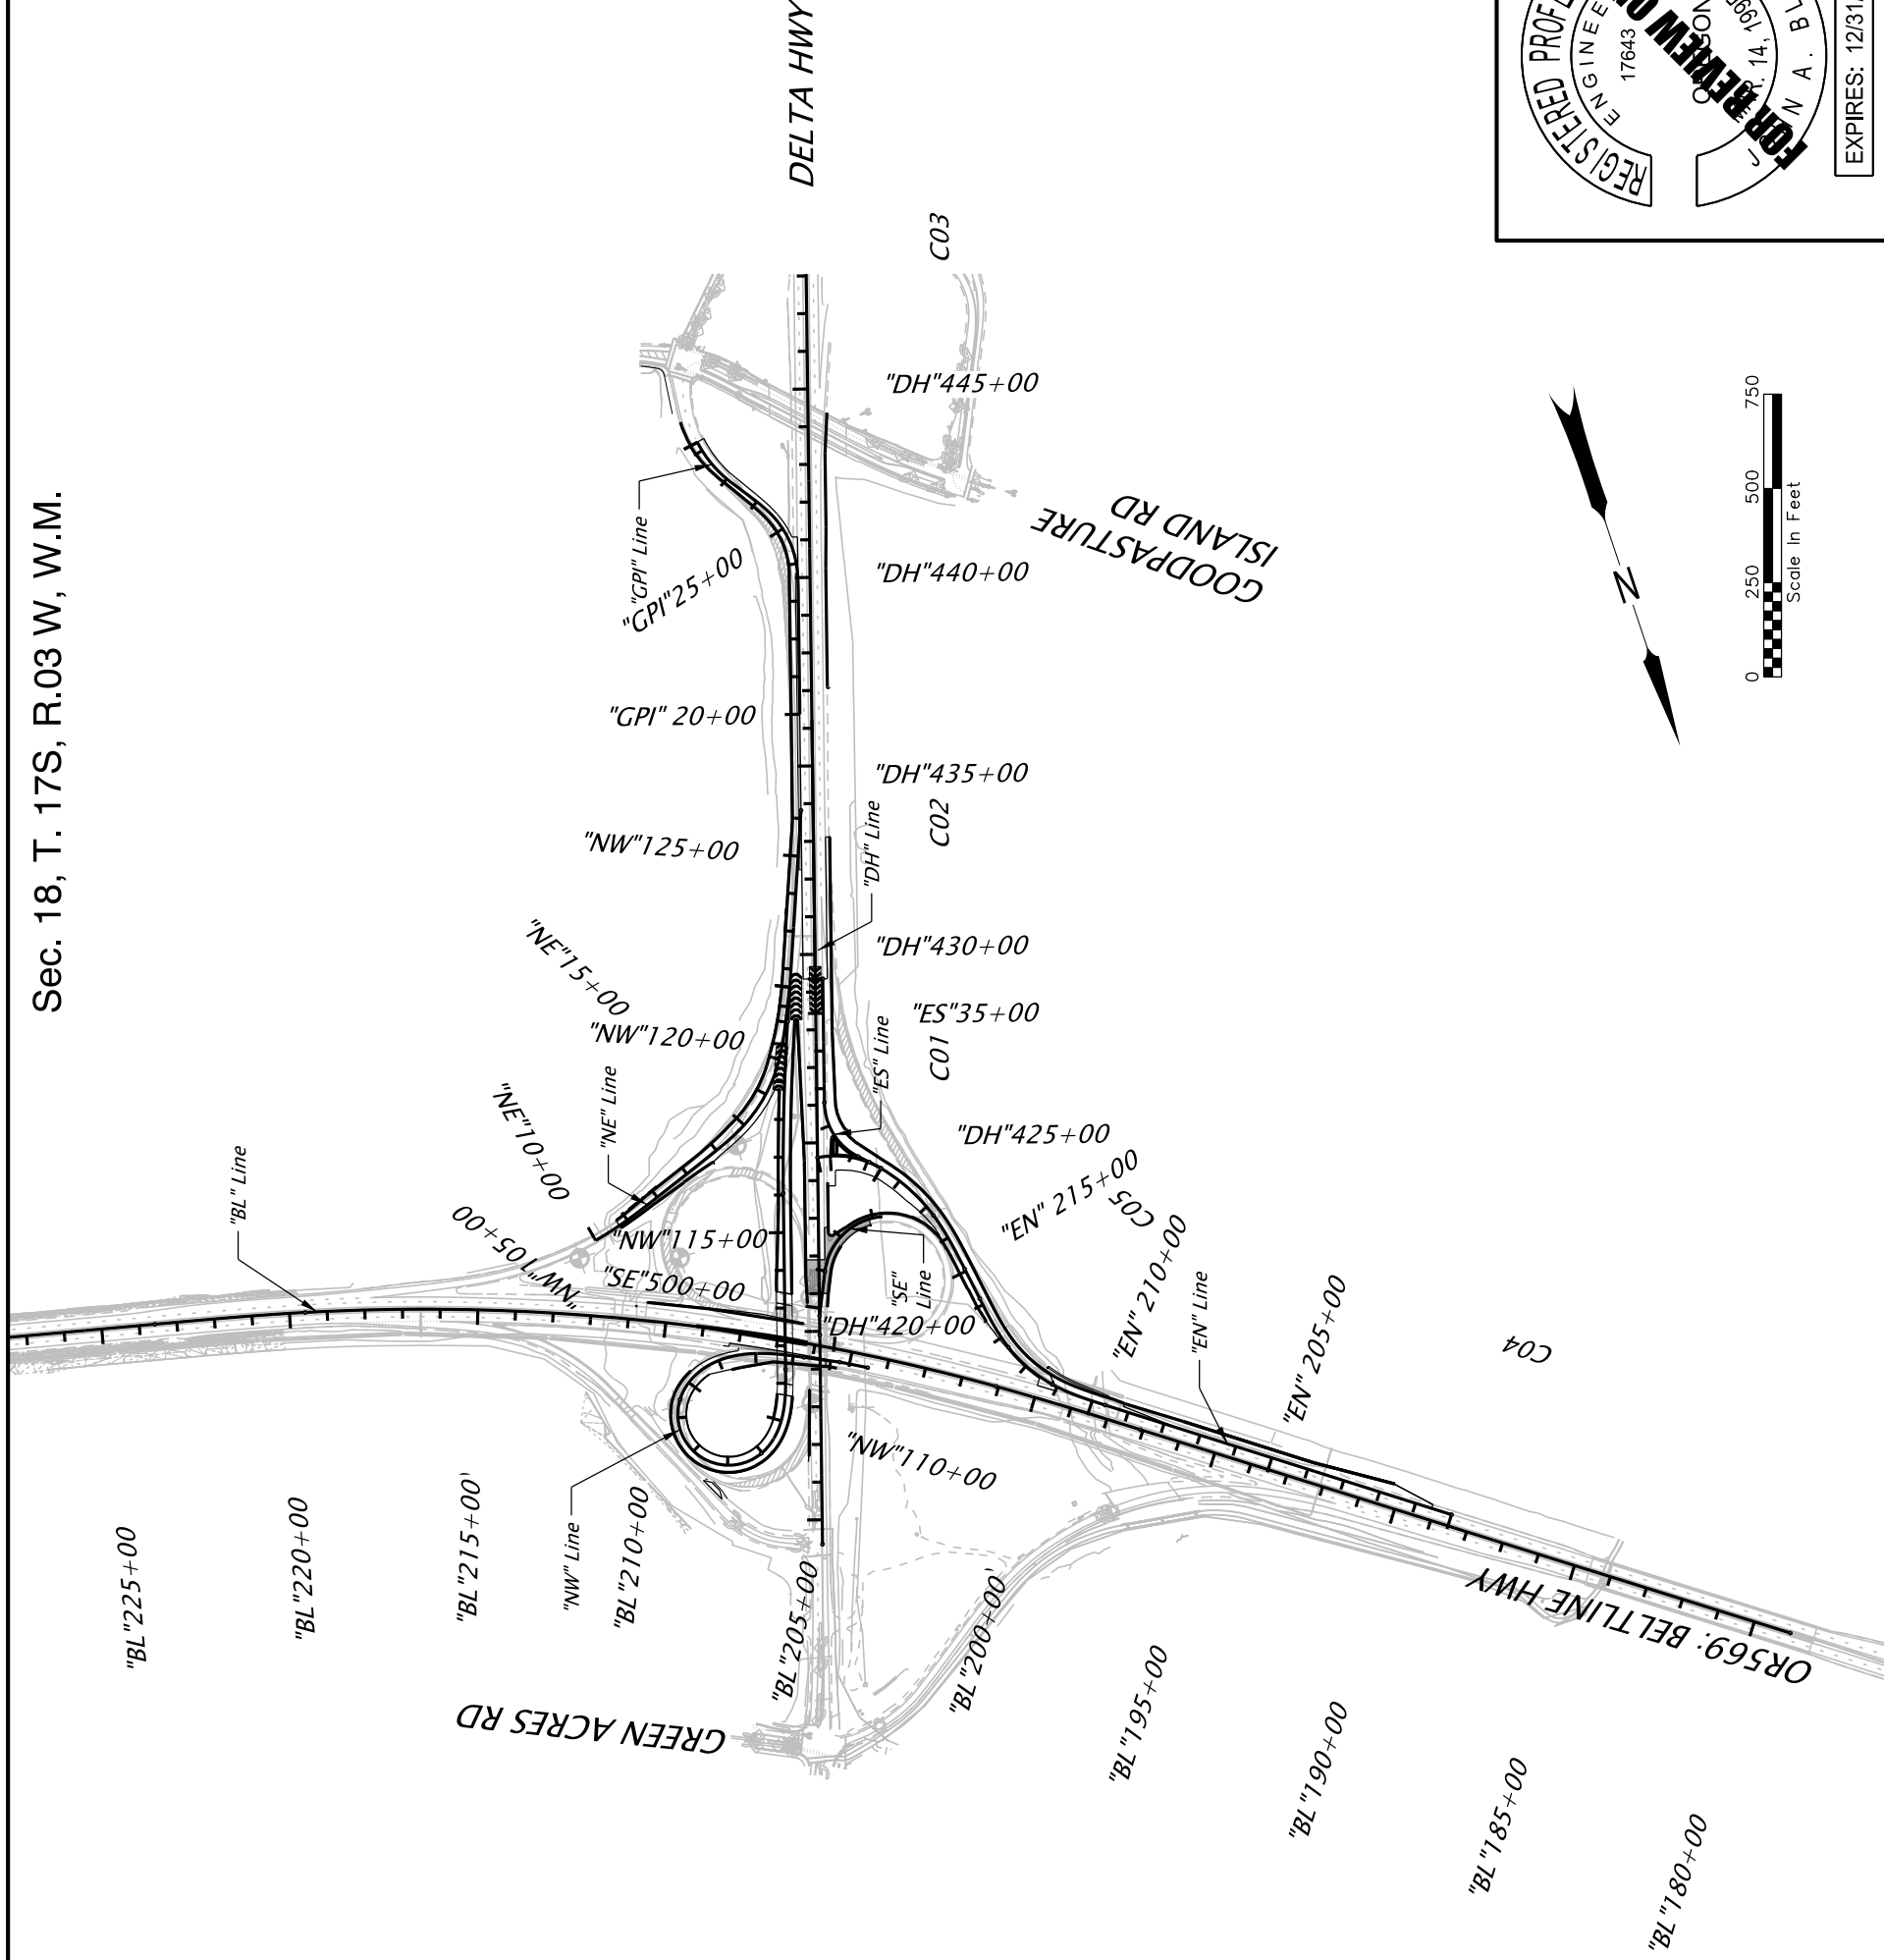 Sec. 18, T. 17S, R.03 W, W.M.
DELTA HWY
REGISTERED PROFE
ENGINEE
17643
FOR REVIEW ON
EXPIRES: 12/31/
C03
"DH"445+00
GOODPASTURE
ISLAND RD
"GPI" Line
"GPI"25+00
"DH"440+00
N
0 250 500 750
Scale In Feet
"GPI" 20+00
"DH"435+00
C02
"DH" Line
"NW"125+00
"NE"15+00
"DH"430+00
"ES"35+00
"NW"120+00
C01
"ES" Line
"NE" Line
"NE"10+00
"DH"425+00
"BL" Line
"EN" 215+00
C05
"NW"105+00
"NW"115+00
"SE"500+00
"SE"
Line
"EN" 210+00
"DH"420+00
"EN" Line
"EN" 205+00
C04
"NW"110+00
"NW" Line
"BL"225+00
"BL"220+00
"BL"215+00
"BL"210+00
"BL"205+00
"BL"200+00
"BL"195+00
"BL"190+00
"BL"185+00
"BL"180+00
OR569: BELTLINE HWY
GREEN ACRES RD